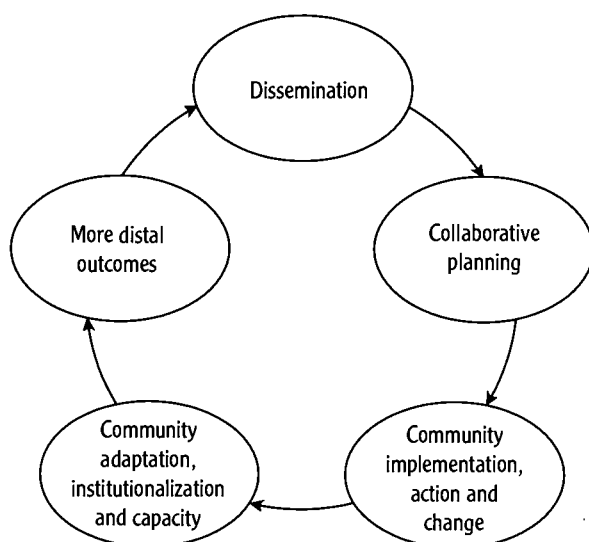 Dissemination
Collaborative
planning
Community
implementation,
action and
change
Community
adaptation,
institutionalization
and capacity
More distal
outcomes